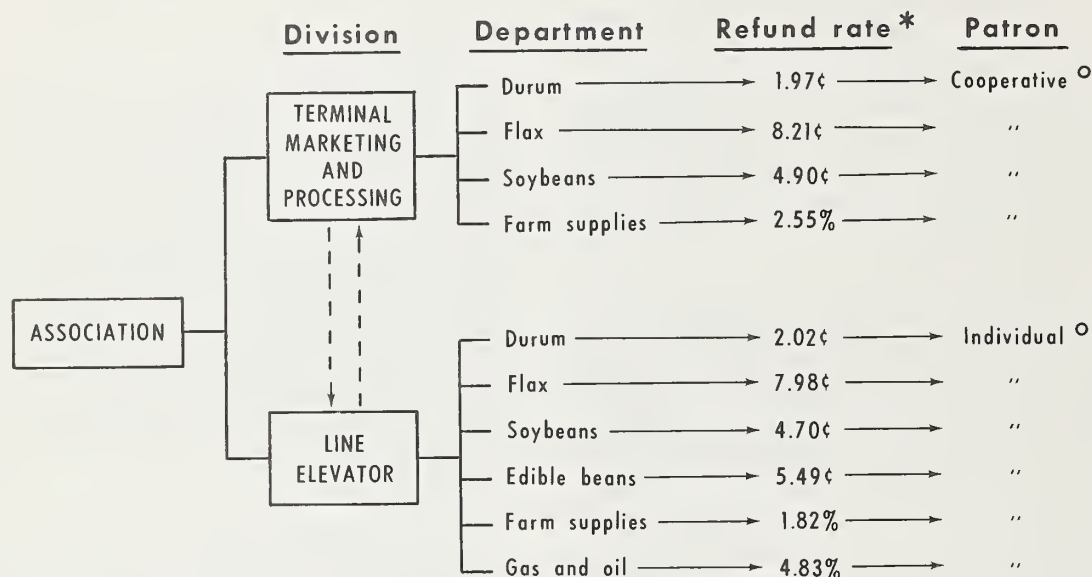 Division Department Refund rate* Patron
TERMINAL MARKETING AND PROCESSING
Durum 1.97¢ Cooperative °
Flax 8.21¢ "
Soybeans 4.90¢ "
Farm supplies 2.55% "
ASSOCIATION
LINE ELEVATOR
Durum 2.02¢ Individual °
Flax 7.98¢ "
Soybeans 4.70¢ "
Edible beans 5.49¢ "
Farm supplies 1.82% "
Gas and oil 4.83% "